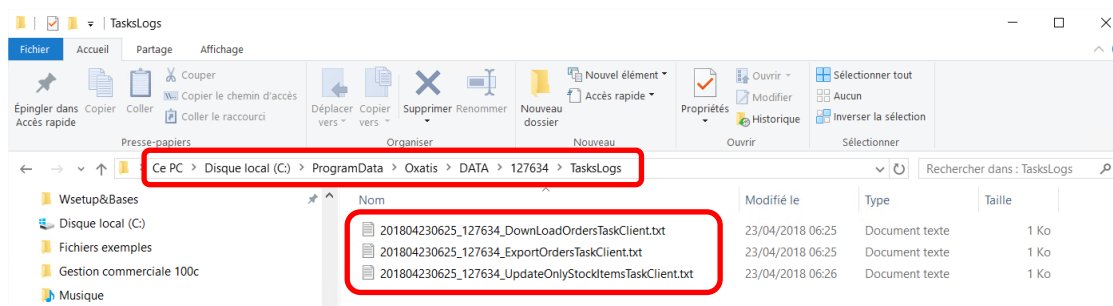 TasksLogs
Fichier Accueil Partage Affichage
Épingler dans Accès rapide
Copier
Coller
Couper
Copier le chemin d'accès
Coller le raccourci
Presse-papiers
Déplacer vers
Copier vers
Supprimer
Renommer
Organiser
Nouveau dossier
Nouvel élément
Accès rapide
Nouveau
Propriétés
Ouvrir
Modifier
Historique
Ouvrir
Sélectionner tout
Aucun
Inverser la sélection
Sélectionner
Ce PC > Disque local (C:) > ProgramData > Oxatis > DATA > 127634 > TasksLogs
Rechercher dans : TasksLogs
Wsetup&Bases
Disque local (C:)
Fichiers exemples
Gestion commerciale 100c
Musique
Nom Modifié le Type Taille
201804230625_127634_DownLoadOrdersTaskClient.txt 23/04/2018 06:25 Document texte 1 Ko
201804230625_127634_ExportOrdersTaskClient.txt 23/04/2018 06:25 Document texte 1 Ko
201804230625_127634_UpdateOnlyStockItemsTaskClient.txt 23/04/2018 06:26 Document texte 1 Ko